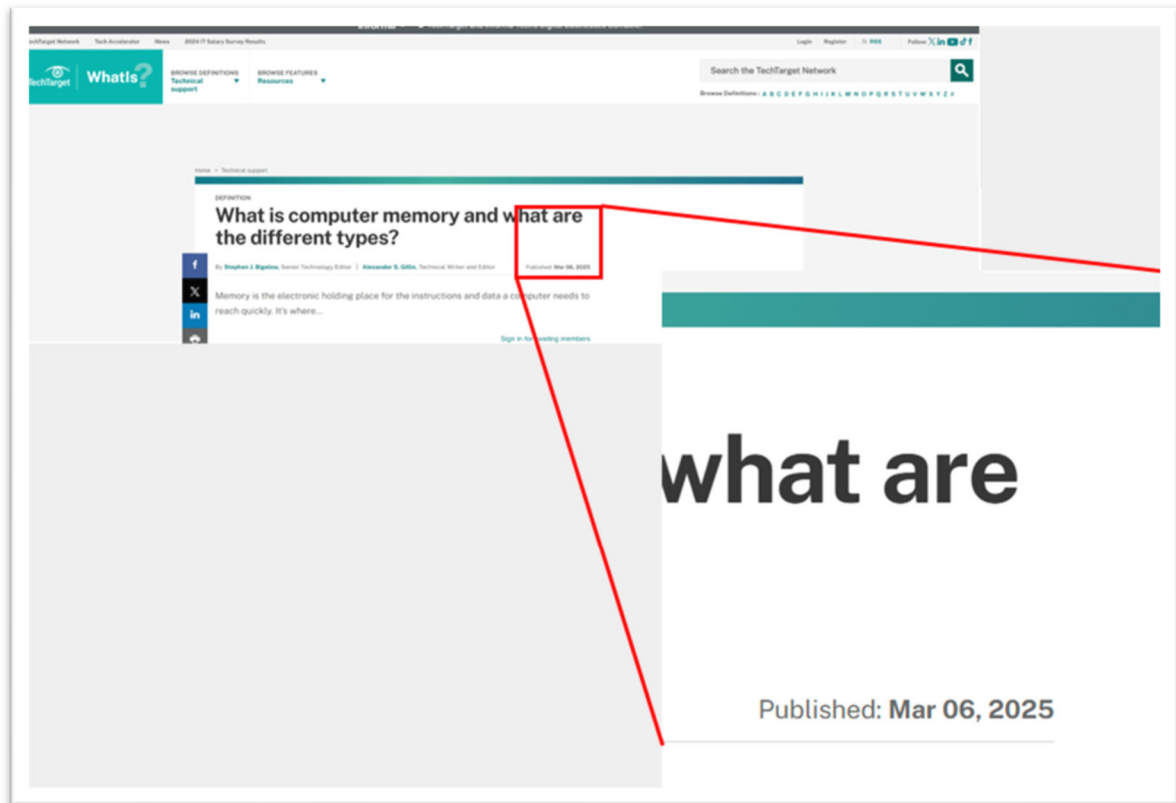 TechTarget Network Tech Accelerator News 2024 IT Salary Survey Results Login Register RSS Follow:
TechTarget WhatIs?
BROWSE DEFINITIONS
Technical
support
BROWSE FEATURES
Resources
Search the TechTarget Network
Browse Definitions: A B C D E F G H I J K L M N O P Q R S T U V W X Y Z #
Home > Technical support
DEFINITION
What is computer memory and what are
the different types?
By Stephen J. Bigelow, Senior Technology Editor | Alexander S. Gillis, Technical Writer and Editor Published: Mar 06, 2025
Memory is the electronic holding place for the instructions and data a computer needs to
reach quickly. It's where...
Sign in for existing members
what are
Published: Mar 06, 2025